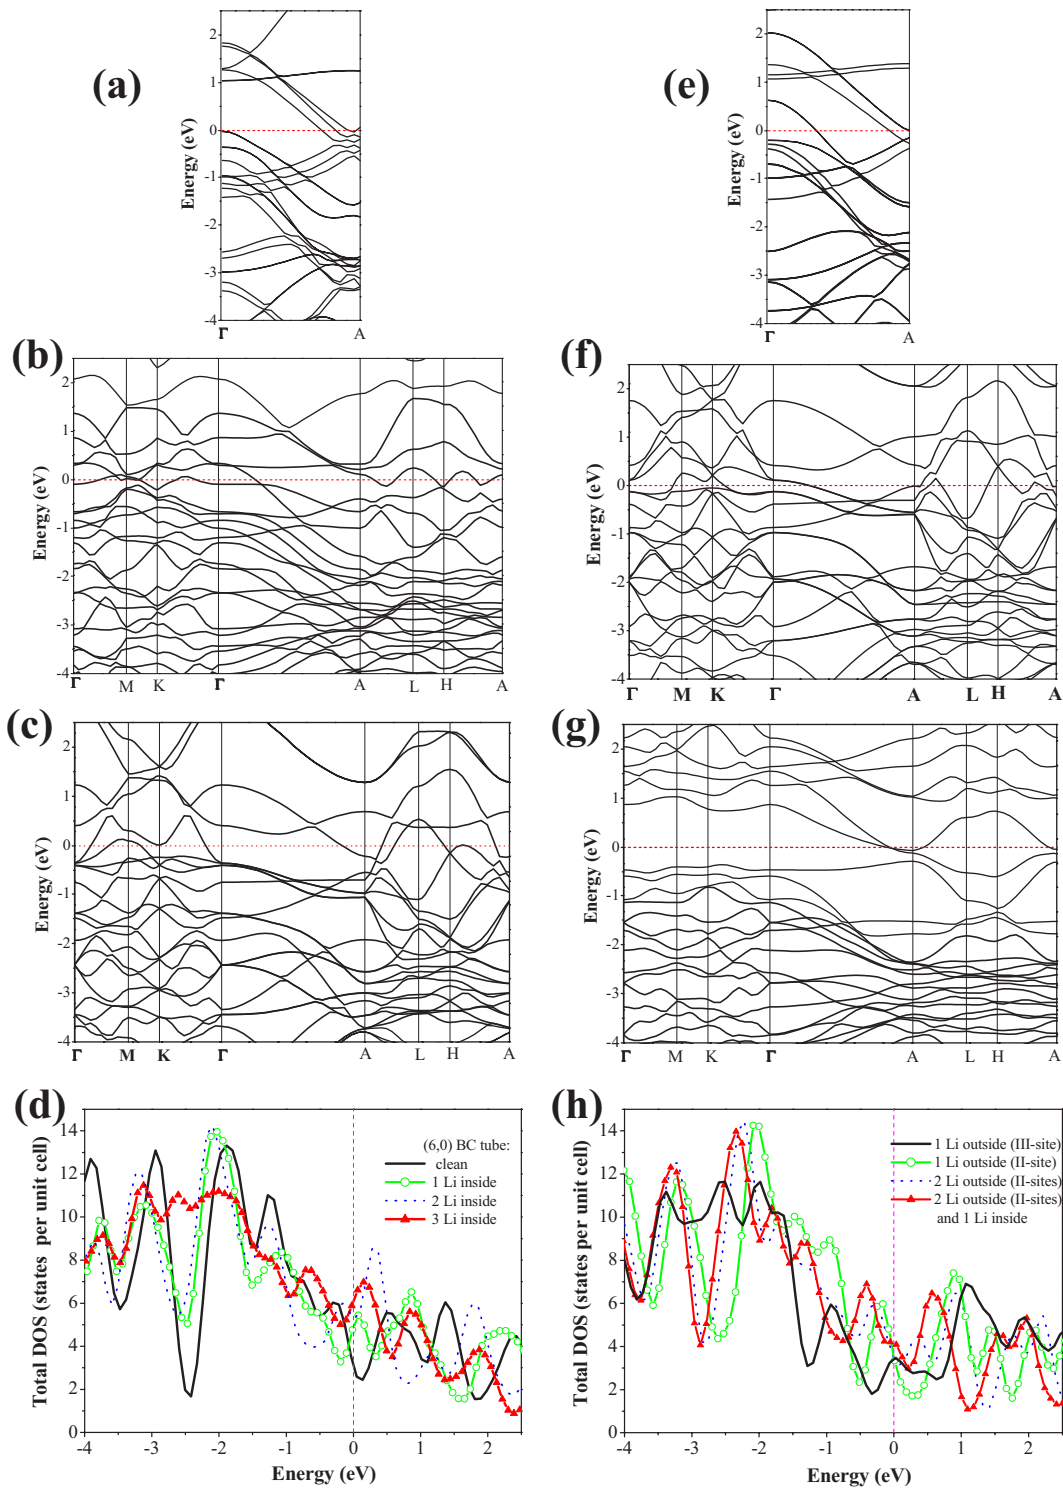 (a)
2
1
0
-1
-2
-3
-4
Energy (eV)
Γ A
(e)
2
1
0
-1
-2
-3
-4
Energy (eV)
Γ A
(b)
2
1
0
-1
-2
-3
-4
Energy (eV)
Γ M K Γ A L H A
(f)
2
1
0
-1
-2
-3
-4
Energy (eV)
Γ M K Γ A L H A
(c)
2
1
0
-1
-2
-3
-4
Energy (eV)
Γ M K Γ A L H A
(g)
2
1
0
-1
-2
-3
-4
Energy (eV)
Γ M K Γ A L H A
(d)
14
12
10
8
6
4
2
0
Total DOS (states per unit cell)
(6,0) BC tube:
clean
1 Li inside
2 Li inside
3 Li inside
-4 -3 -2 -1 0 1 2
Energy (eV)
(h)
14
12
10
8
6
4
2
0
Total DOS (states per unit cell)
1 Li outside (III-site)
1 Li outside (II-site)
2 Li outside (II-sites)
2 Li outside (II-sites)
and 1 Li inside
-4 -3 -2 -1 0 1 2
Energy (eV)